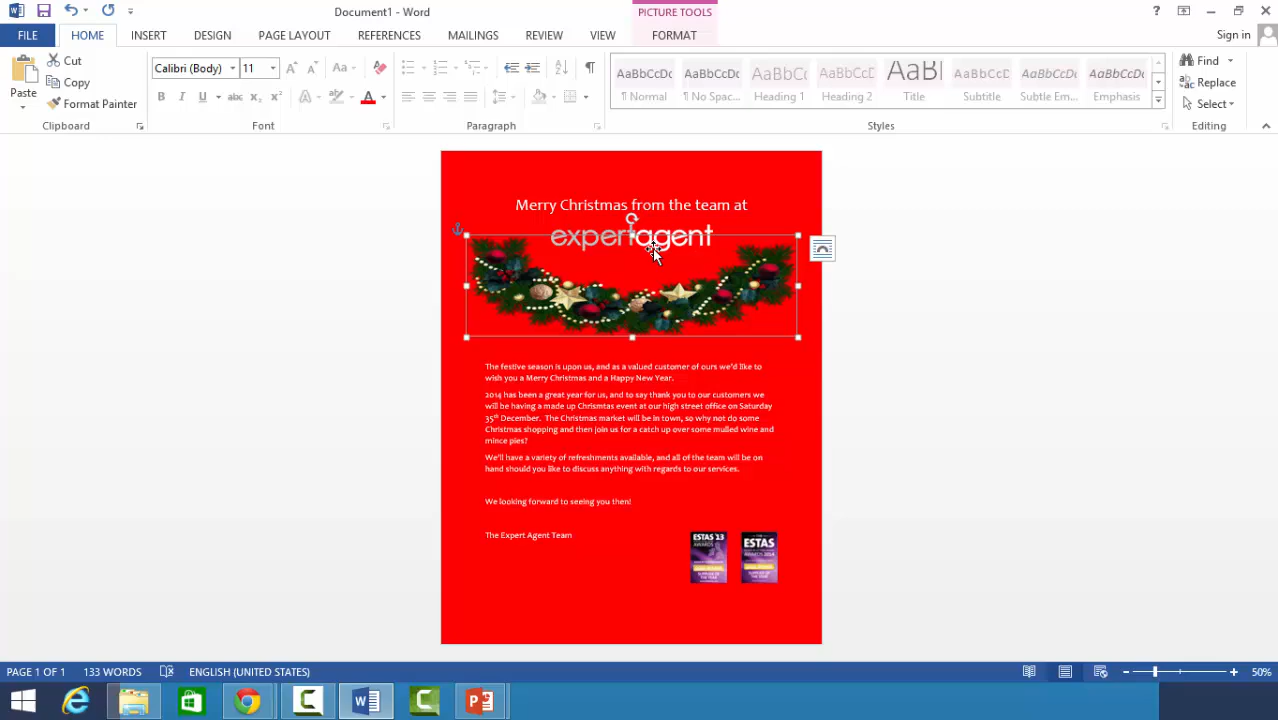 Document1 - Word
PICTURE TOOLS
?
FILE
HOME
INSERT
DESIGN
PAGE LAYOUT
REFERENCES
MAILINGS
REVIEW
VIEW
FORMAT
Sign in
Paste
Cut
Copy
Format Painter
Clipboard
Calibri (Body)
11
Font
Paragraph
AaBbCcDc
¶ Normal
AaBbCcDc
¶ No Spac...
AaBbCc
Heading 1
AaBbCcC
Heading 2
AaBl
Title
AaBbCcD
Subtitle
AaBbCcDc
Subtle Em...
AaBbCcDc
Emphasis
Styles
Find
Replace
Select
Editing
Merry Christmas from the team at
expertagent
The festive season is upon us, and as a valued customer of ours we'd like to
wish you a Merry Christmas and a Happy New Year.
2014 has been a great year for us, and to say thank you to our customers we
will be having a made up Chrismtas event at our high street office on Saturday
35th December. The Christmas market will be in town, so why not do some
Christmas shopping and then join us for a catch up over some mulled wine and
mince pies?
We'll have a variety of refreshments available, and all of the team will be on
hand should you like to discuss anything with regards to our services.
We looking forward to seeing you then!
The Expert Agent Team
ESTAS 13
ESTAS
AWARDS 2014
PAGE 1 OF 1
133 WORDS
ENGLISH (UNITED STATES)
50%